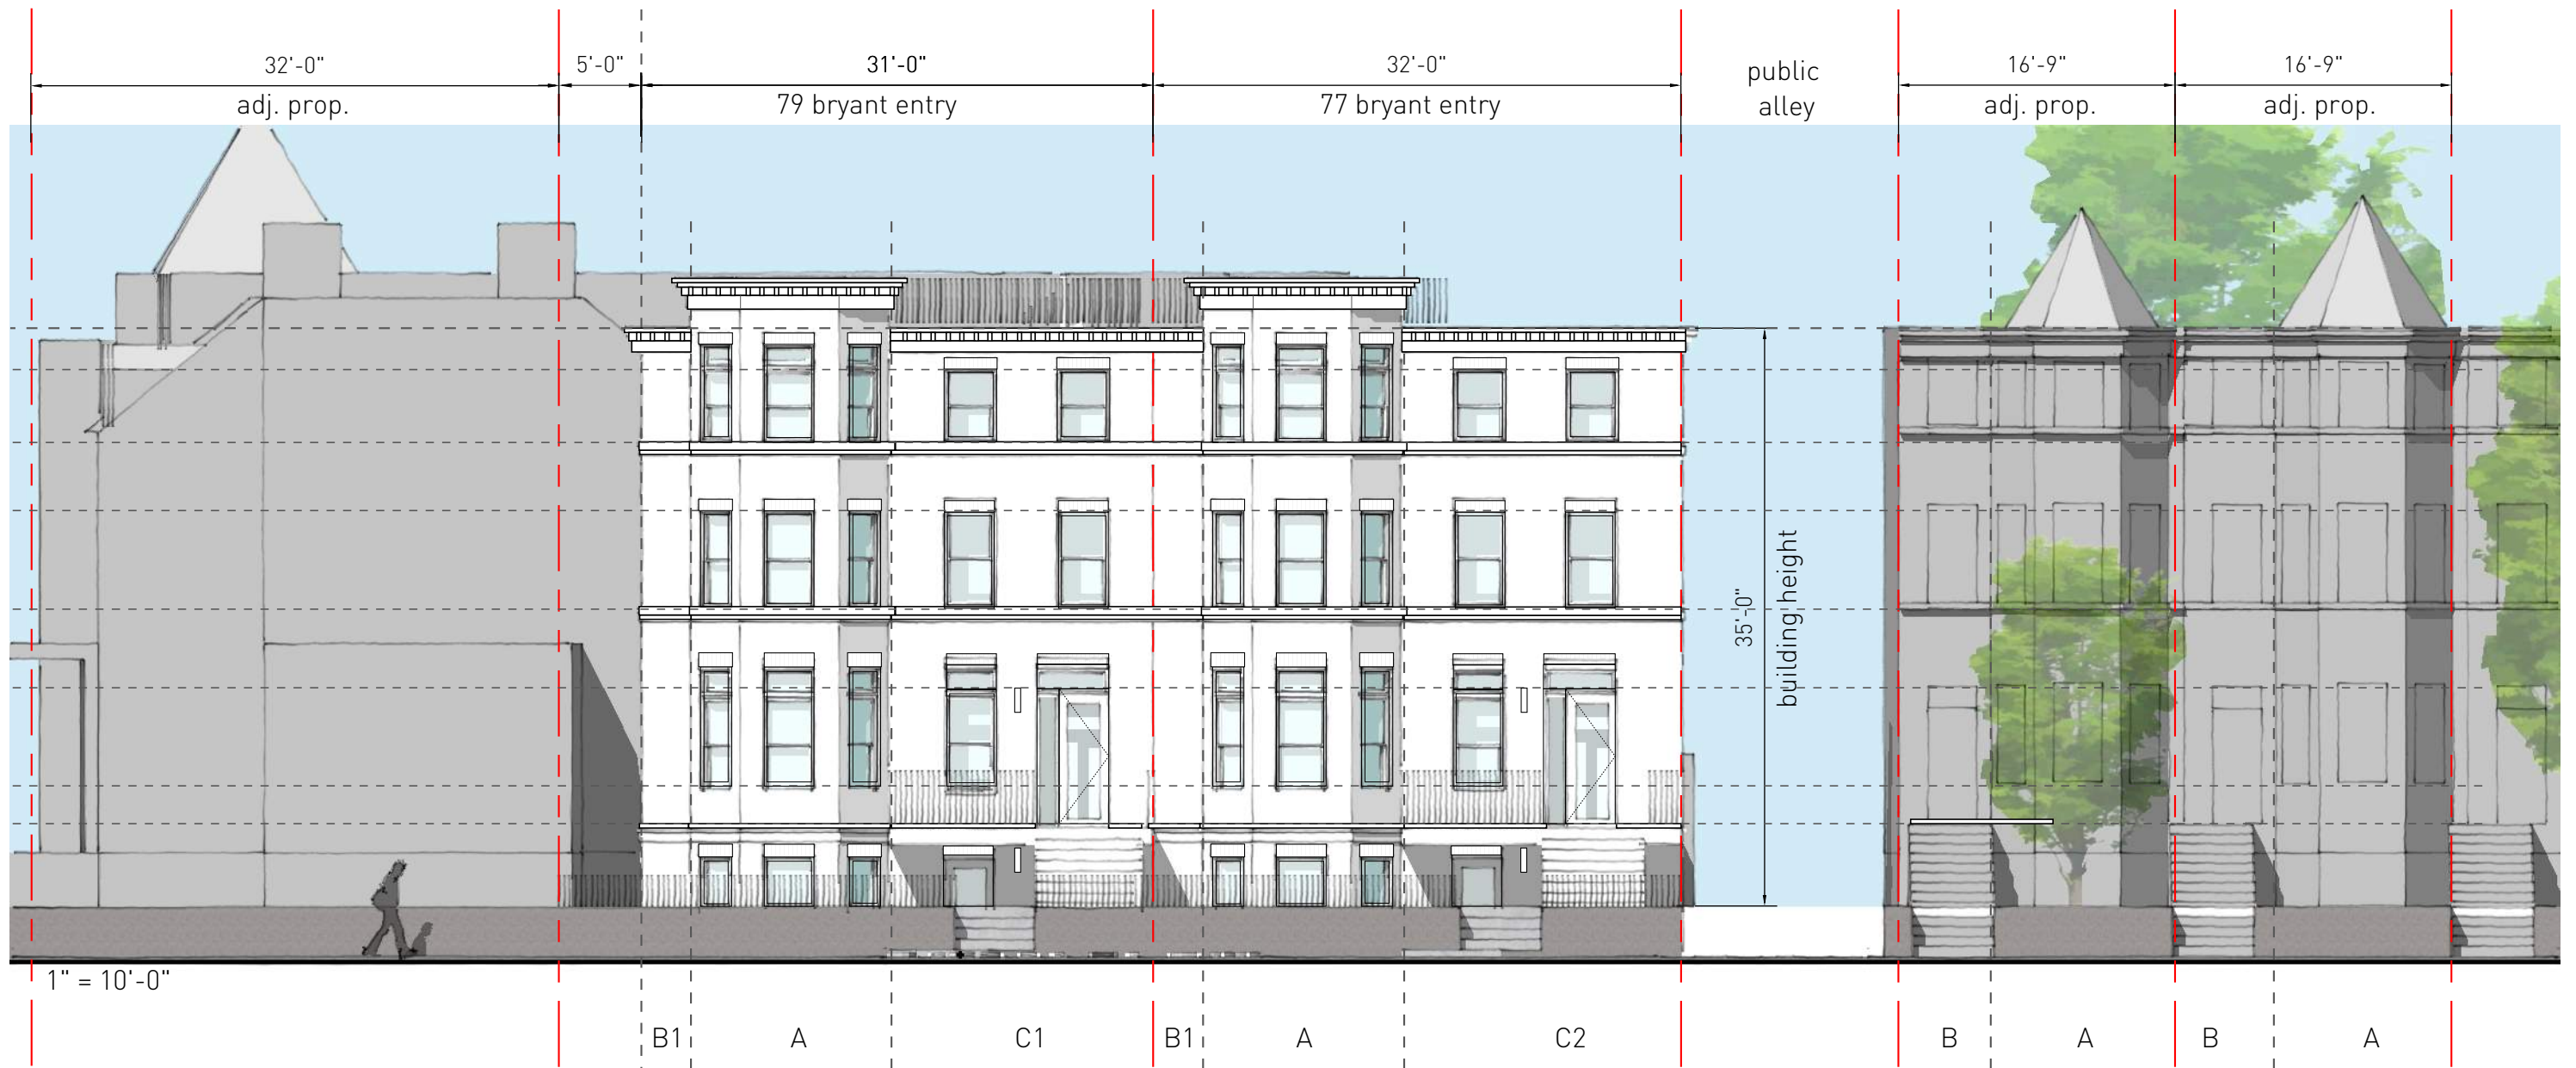 32'-0" 5'-0" 31'-0" 32'-0" public 16'-9" 16'-9"
adj. prop. 79 bryant entry 77 bryant entry alley adj. prop. adj. prop.
35'-0"
building height
1" = 10'-0"
B1 A C1 B1 A C2 B A B A